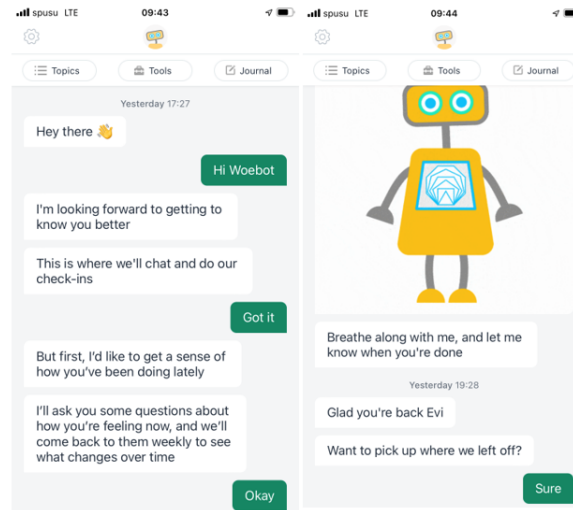 spusu LTE
09:43
Topics
Tools
Journal
Yesterday 17:27
Hey there 👋
Hi Woebot
I'm looking forward to getting to
know you better
This is where we'll chat and do our
check-ins
Got it
But first, I'd like to get a sense of
how you've been doing lately
I'll ask you some questions about
how you're feeling now, and we'll
come back to them weekly to see
what changes over time
Okay
spusu LTE
09:44
Topics
Tools
Journal
Breathe along with me, and let me
know when you're done
Yesterday 19:28
Glad you're back Evi
Want to pick up where we left off?
Sure